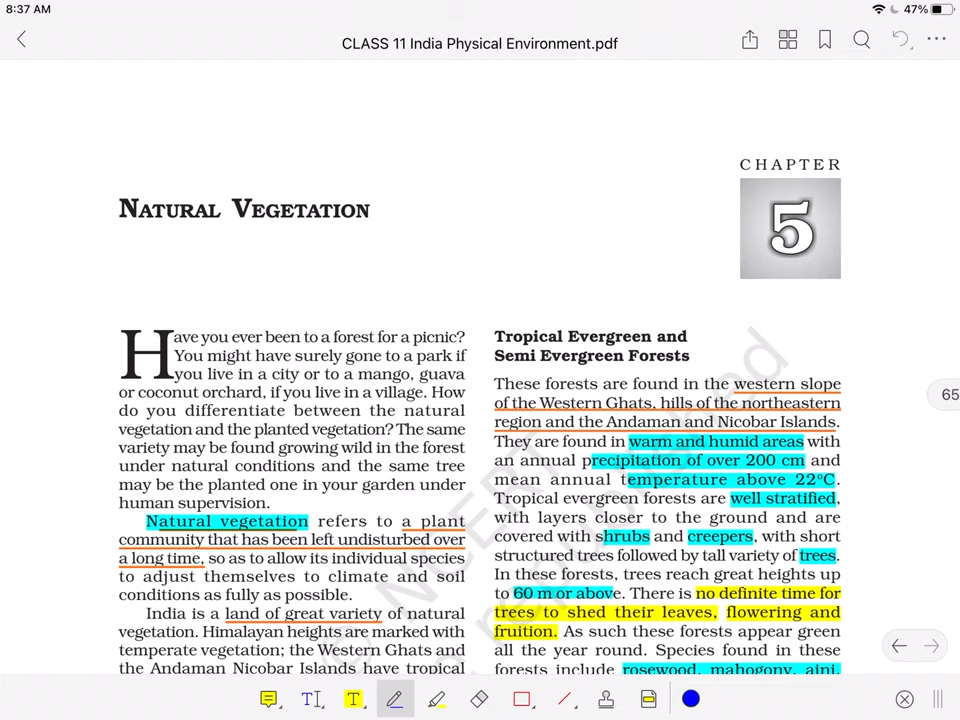 8:37 AM
47%
CLASS 11 India Physical Environment.pdf
CHAPTER
5
NATURAL VEGETATION
Have you ever been to a forest for a picnic?
You might have surely gone to a park if
you live in a city or to a mango, guava
or coconut orchard, if you live in a village. How
do you differentiate between the natural
vegetation and the planted vegetation? The same
variety may be found growing wild in the forest
under natural conditions and the same tree
may be the planted one in your garden under
human supervision.
Natural vegetation refers to a plant
community that has been left undisturbed over
a long time, so as to allow its individual species
to adjust themselves to climate and soil
conditions as fully as possible.
India is a land of great variety of natural
vegetation. Himalayan heights are marked with
temperate vegetation; the Western Ghats and
the Andaman Nicobar Islands have tropical
Tropical Evergreen and
Semi Evergreen Forests
These forests are found in the western slope
of the Western Ghats, hills of the northeastern
region and the Andaman and Nicobar Islands.
They are found in warm and humid areas with
an annual precipitation of over 200 cm and
mean annual temperature above 22°C.
Tropical evergreen forests are well stratified,
with layers closer to the ground and are
covered with shrubs and creepers, with short
structured trees followed by tall variety of trees.
In these forests, trees reach great heights up
to 60 m or above. There is no definite time for
trees to shed their leaves, flowering and
fruition. As such these forests appear green
all the year round. Species found in these
forests include rosewood, mahogony, aini,
65
© NCERT
republished
T
T